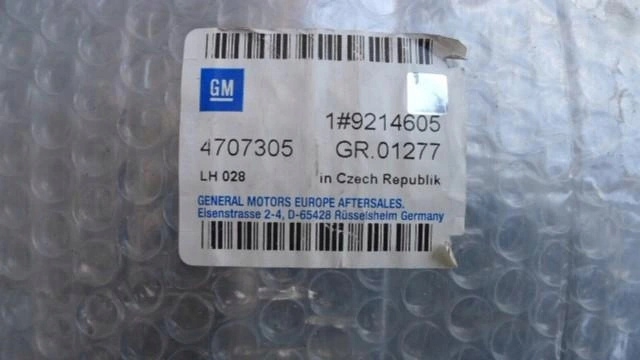 GM
1#9214605
4707305 GR.01277
LH 028 in Czech Republik
GENERAL MOTORS EUROPE AFTERSALES.
Eisenstrasse 2-4, D-65428 Rüsselsheim Germany